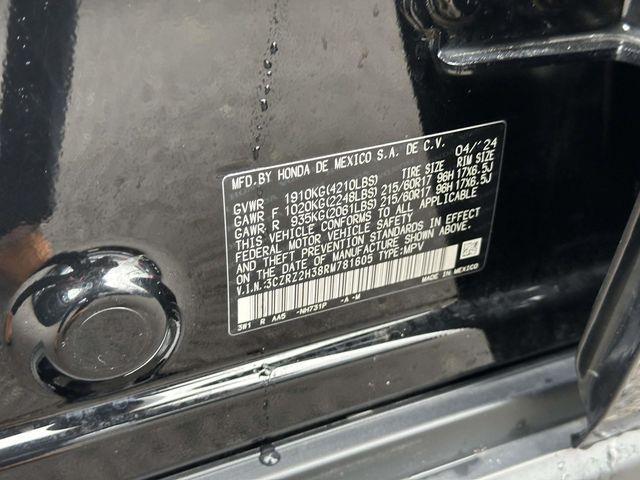 MFD.BY HONDA DE MEXICO S.A. DE C.V. 04/'24
GVWR 1910KG(4210LBS) TIRE SIZE RIM SIZE
GAWR F 1020KG(2248LBS) 215/60R17 96H 17X6.5J
GAWR R 935KG(2061LBS) 215/60R17 96H 17X6.5J
THIS VEHICLE CONFORMS TO ALL APPLICABLE
FEDERAL MOTOR VEHICLE SAFETY
AND THEFT PREVENTION STANDARDS IN EFFECT
ON THE DATE OF MANUFACTURE SHOWN ABOVE.
V.I.N.:3CZRZ2H38RM781605 TYPE:MPV
MADE IN MEXICO
3W1 R AA5 -NH731P -A -M